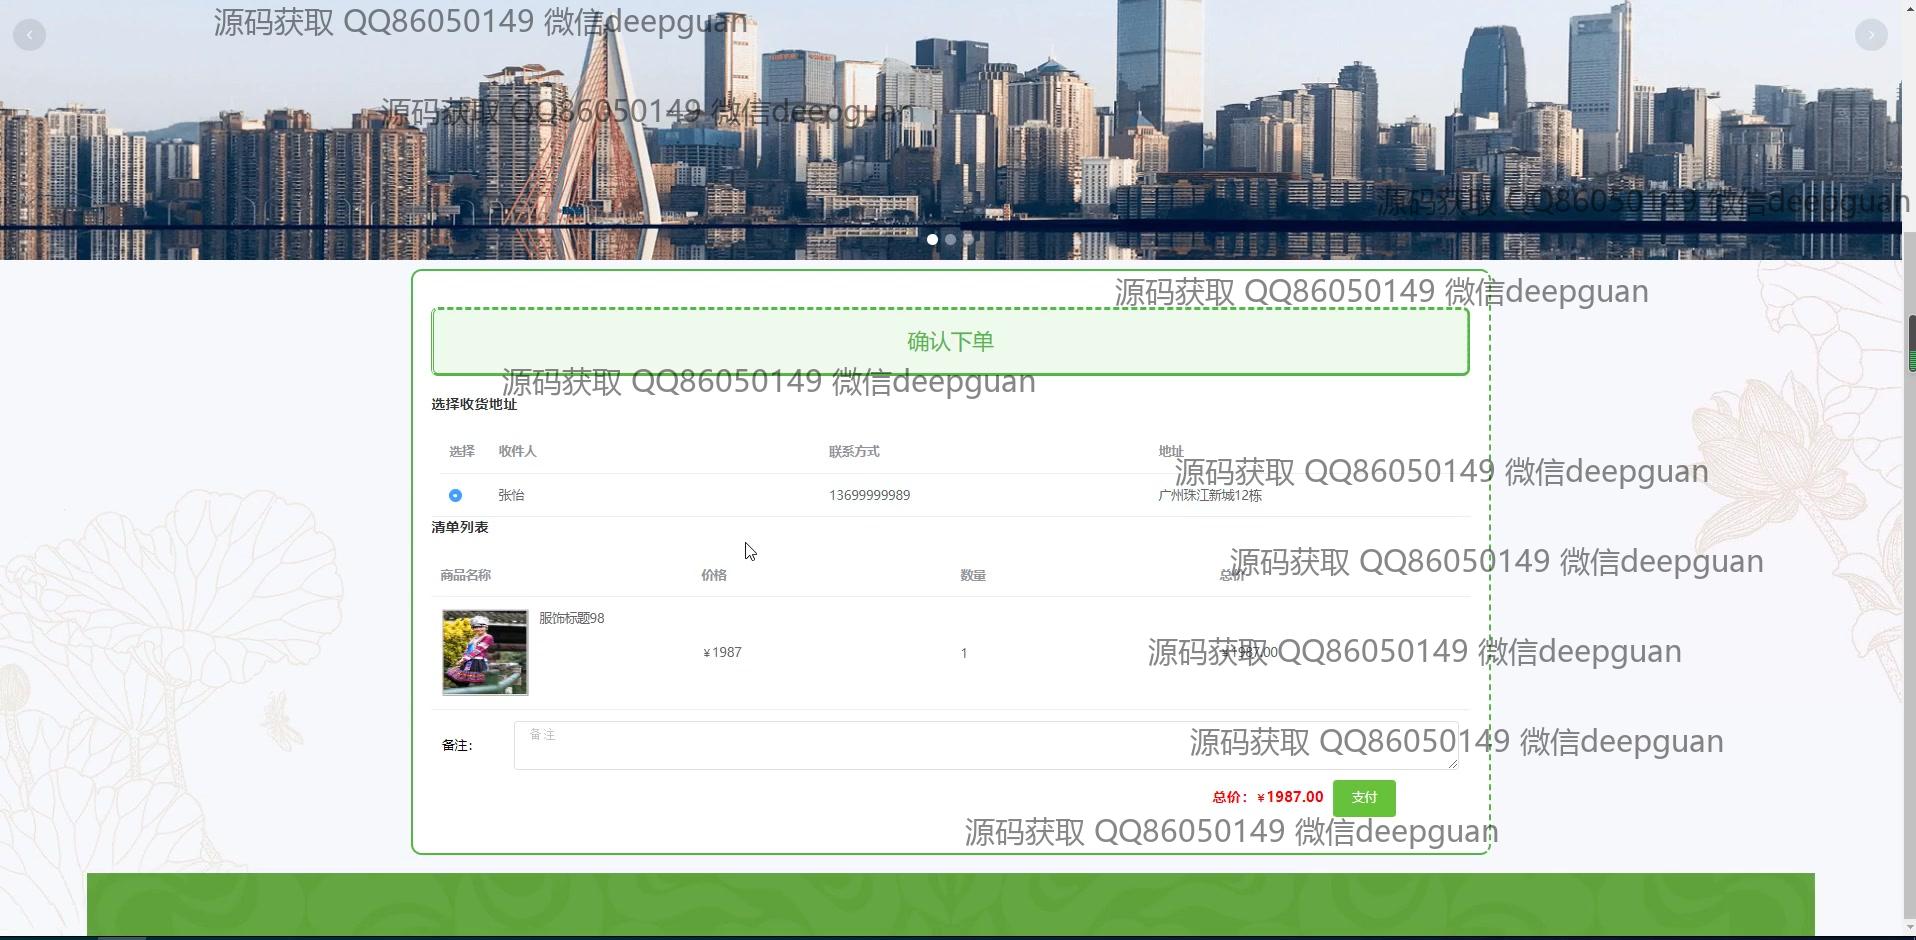 源码获取 QQ86050149 微信deepguan
源码获取 QQ86050149 微信deepguan
源码获取 QQ86050149 微信deepguan
源码获取 QQ86050149 微信deepguan
确认下单
源码获取 QQ86050149 微信deepguan
选择收货地址
选择 收件人 联系方式 地址
源码获取 QQ86050149 微信deepguan
张怡 13699999989 广州珠江新城12栋
清单列表
源码获取 QQ86050149 微信deepguan
商品名称 价格 数量 总价
服饰标题98
¥1987 1 ¥1987.00
源码获取 QQ86050149 微信deepguan
备注
备注：
源码获取 QQ86050149 微信deepguan
总价：¥1987.00 支付
源码获取 QQ86050149 微信deepguan